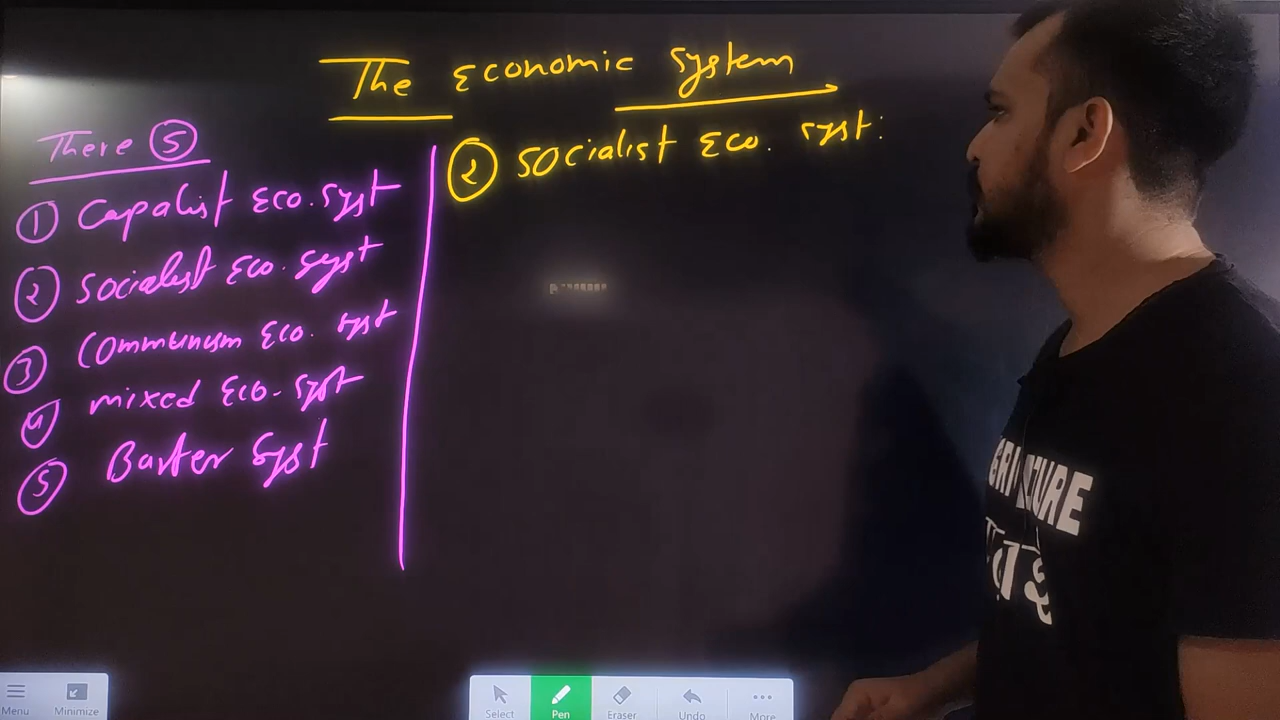 The Economic System
There 5
1 Capalist Eco. Syst
2 Socialist Eco. Syst
3 Communism Eco. Syst
4 mixed Eco. Syst
5 Barter Syst
2 Socialist Eco. Syst:
Menu
Minimize
Select
Pen
Eraser
Undo
More